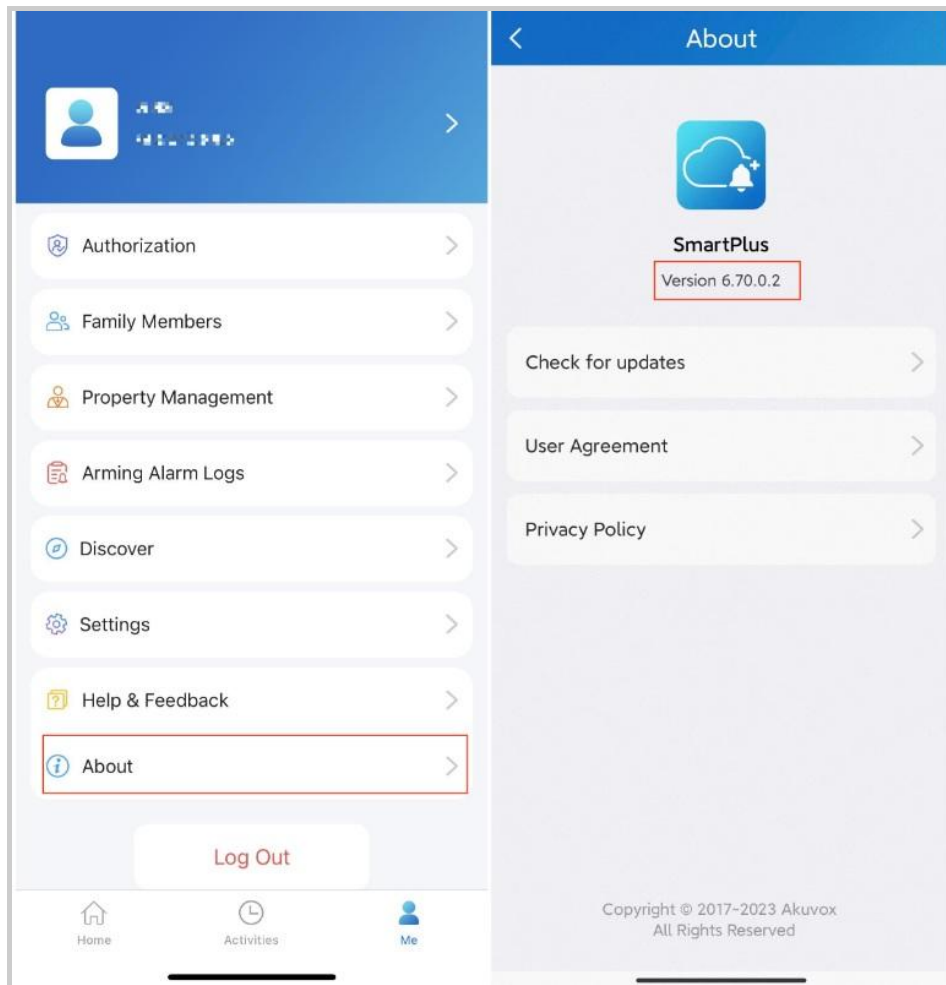 Authorization
Family Members
Property Management
Arming Alarm Logs
Discover
Settings
Help & Feedback
About
Log Out
Home
Activities
Me
About
SmartPlus
Version 6.70.0.2
Check for updates
User Agreement
Privacy Policy
Copyright © 2017-2023 Akuvox
All Rights Reserved